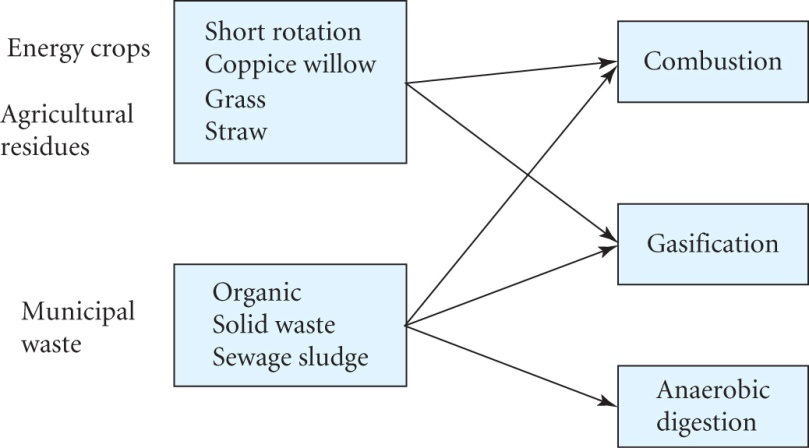 Energy crops
Agricultural
residues
Short rotation
Coppice willow
Grass
Straw
Combustion
Gasification
Municipal
waste
Organic
Solid waste
Sewage sludge
Anaerobic
digestion